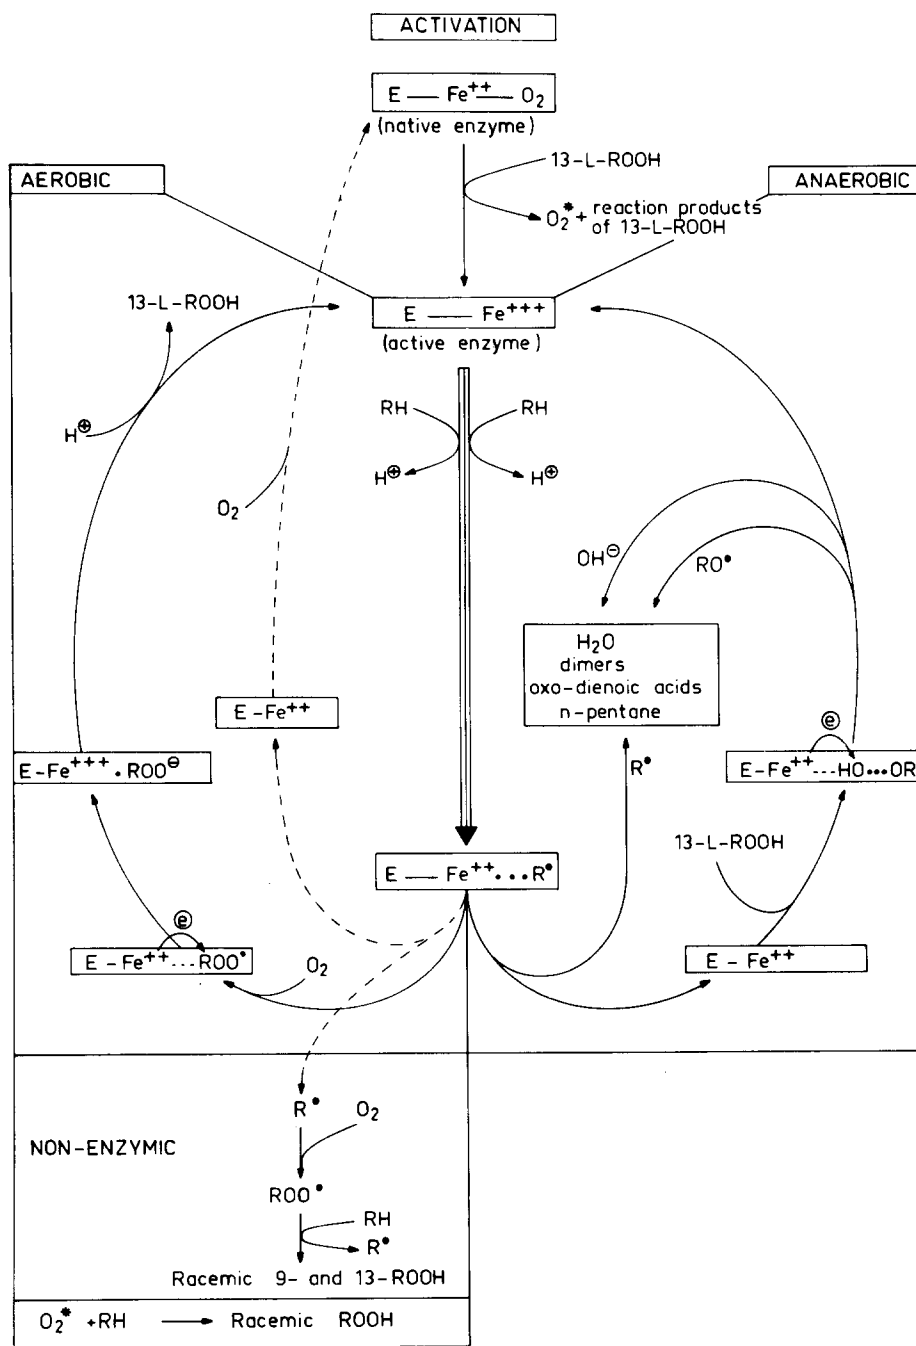 ACTIVATION
E — Fe⁺⁺— O₂
(native enzyme)
13-L-ROOH
AEROBIC
ANAEROBIC
O₂* + reaction products
of 13-L-ROOH
13-L-ROOH
E — Fe⁺⁺⁺
(active enzyme)
RH
RH
H⊕
H⊕
H⊕
O₂
OH⊖
RO•
H₂O
dimers
oxo-dienoic acids
n-pentane
E-Fe⁺⁺
ⓔ
E-Fe⁺⁺⁺ • ROO⊖
R•
E-Fe⁺⁺---HO•••OR
13-L-ROOH
E — Fe⁺⁺•••R•
ⓔ
E-Fe⁺⁺---ROO•
O₂
E - Fe⁺⁺
R•
O₂
NON-ENZYMIC
ROO•
RH
R•
Racemic 9- and 13-ROOH
O₂* +RH ⟶ Racemic ROOH